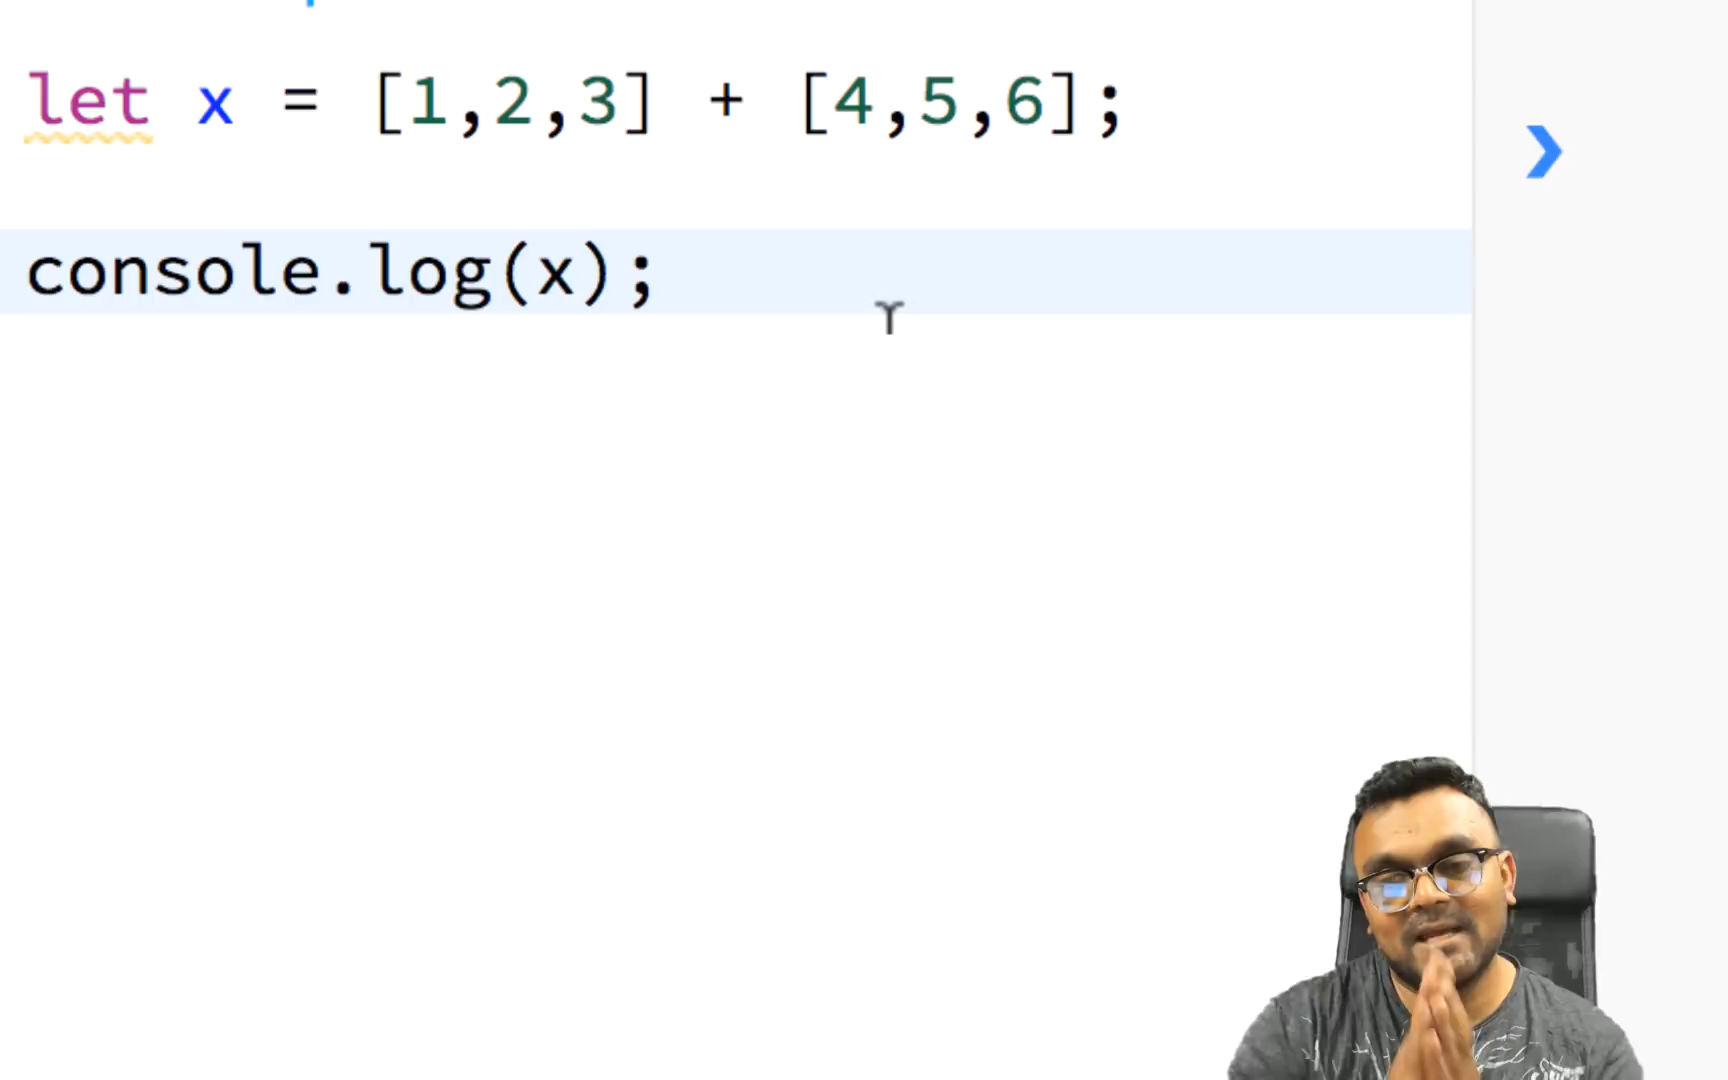 let x = [1,2,3] + [4,5,6];
console.log(x);